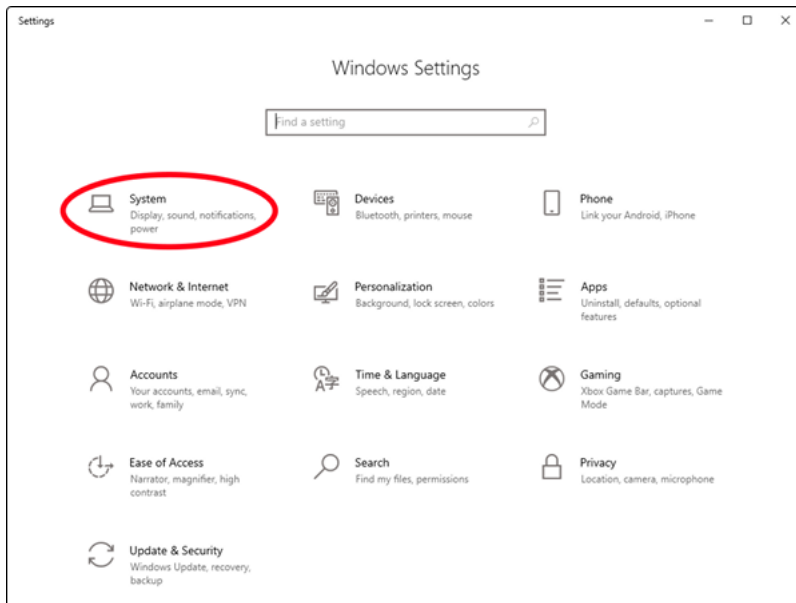 Settings
Windows Settings
Find a setting
System
Display, sound, notifications,
power
Devices
Bluetooth, printers, mouse
Phone
Link your Android, iPhone
Network & Internet
Wi-Fi, airplane mode, VPN
Personalization
Background, lock screen, colors
Apps
Uninstall, defaults, optional
features
Accounts
Your accounts, email, sync,
work, family
Time & Language
Speech, region, date
Gaming
Xbox Game Bar, captures, Game
Mode
Ease of Access
Narrator, magnifier, high
contrast
Search
Find my files, permissions
Privacy
Location, camera, microphone
Update & Security
Windows Update, recovery,
backup